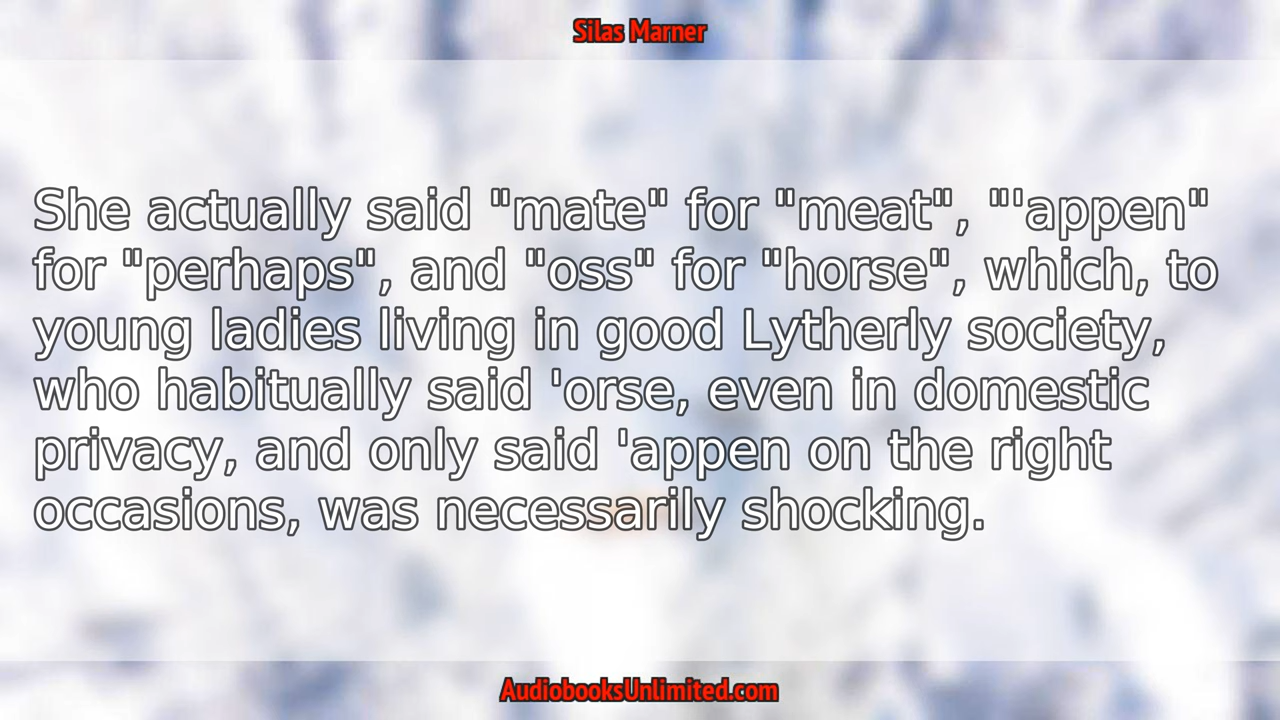 Silas Marner
She actually said "mate" for "meat", "'appen"
for "perhaps", and "oss" for "horse", which, to
young ladies living in good Lytherly society,
who habitually said 'orse, even in domestic
privacy, and only said 'appen on the right
occasions, was necessarily shocking.
AudiobooksUnlimited.com